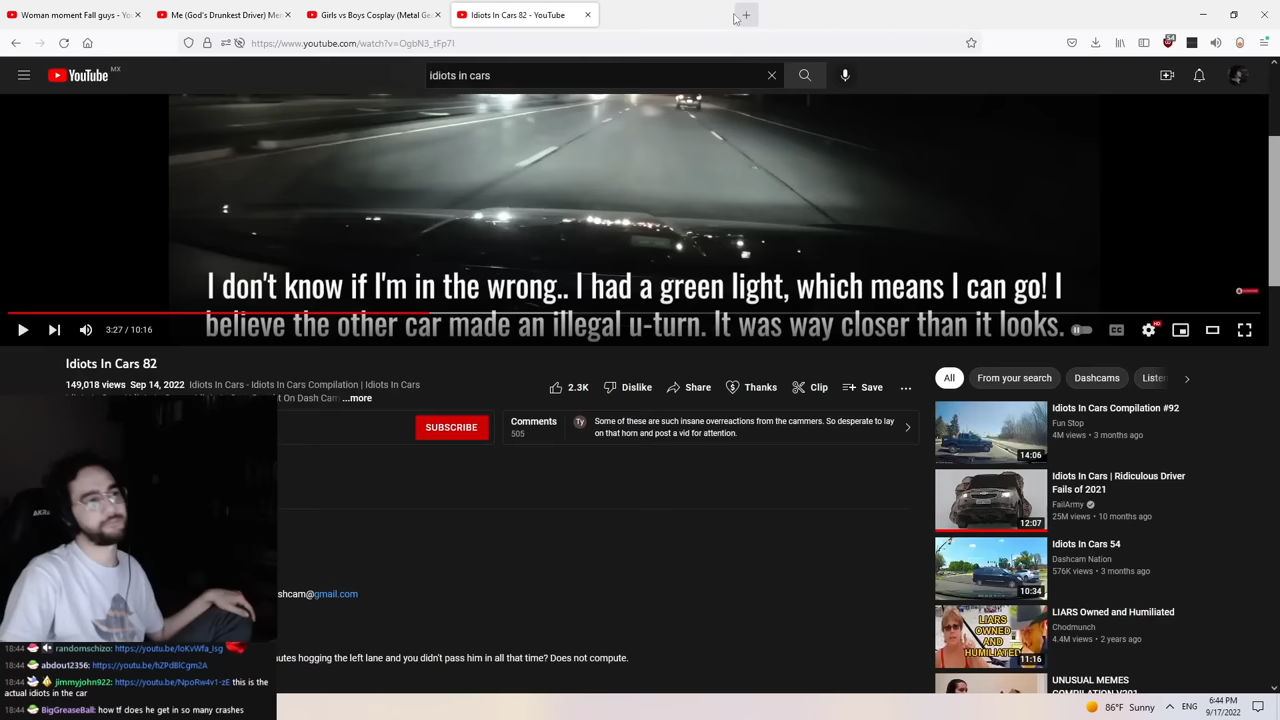 Woman moment Fall guys - Yo
Me (God's Drunkest Driver) Me
Girls vs Boys Cosplay (Metal Ge
Idiots In Cars 82 - YouTube
https://www.youtube.com/watch?v=OgbN3_tFp7I
54
YouTube MX
idiots in cars
I don't know if I'm in the wrong.. I had a green light, which means I can go! I
believe the other car made an illegal u-turn. It was way closer than it looks.
3:27 / 10:16
HD
Idiots In Cars 82
149,018 views Sep 14, 2022 Idiots In Cars - Idiots In Cars Compilation | Idiots In Cars
...more
2.3K Dislike Share Thanks Clip Save
SUBSCRIBE
Comments
505
Ty
Some of these are such insane overreactions from the cammers. So desperate to lay
on that horn and post a vid for attention.
shcam@gmail.com
hogging the left lane and you didn't pass him in all that time? Does not compute.
All From your search Dashcams Listen
Idiots In Cars Compilation #92
Fun Stop
4M views • 3 months ago
14:06
Idiots In Cars | Ridiculous Driver
Fails of 2021
FailArmy
25M views • 10 months ago
12:07
Idiots In Cars 54
Dashcam Nation
576K views • 3 months ago
10:34
LIARS Owned and Humiliated
Chodmunch
4.4M views • 2 years ago
LIARS
OWNED
AND
HUMILIATED
11:16
UNUSUAL MEMES
COMPILATION V201
AKR
18:44 randomschizo: https://youtu.be/loKvWfa_isg
18:44 abdou12356: https://youtu.be/hZPdBlCgm2A
18:44 jimmyjohn922: https://youtu.be/NpoRw4v1-zE this is the
actual idiots in the car
18:44 BigGreaseBall: how tf does he get in so many crashes
86°F Sunny
ENG
6:44 PM
9/17/2022